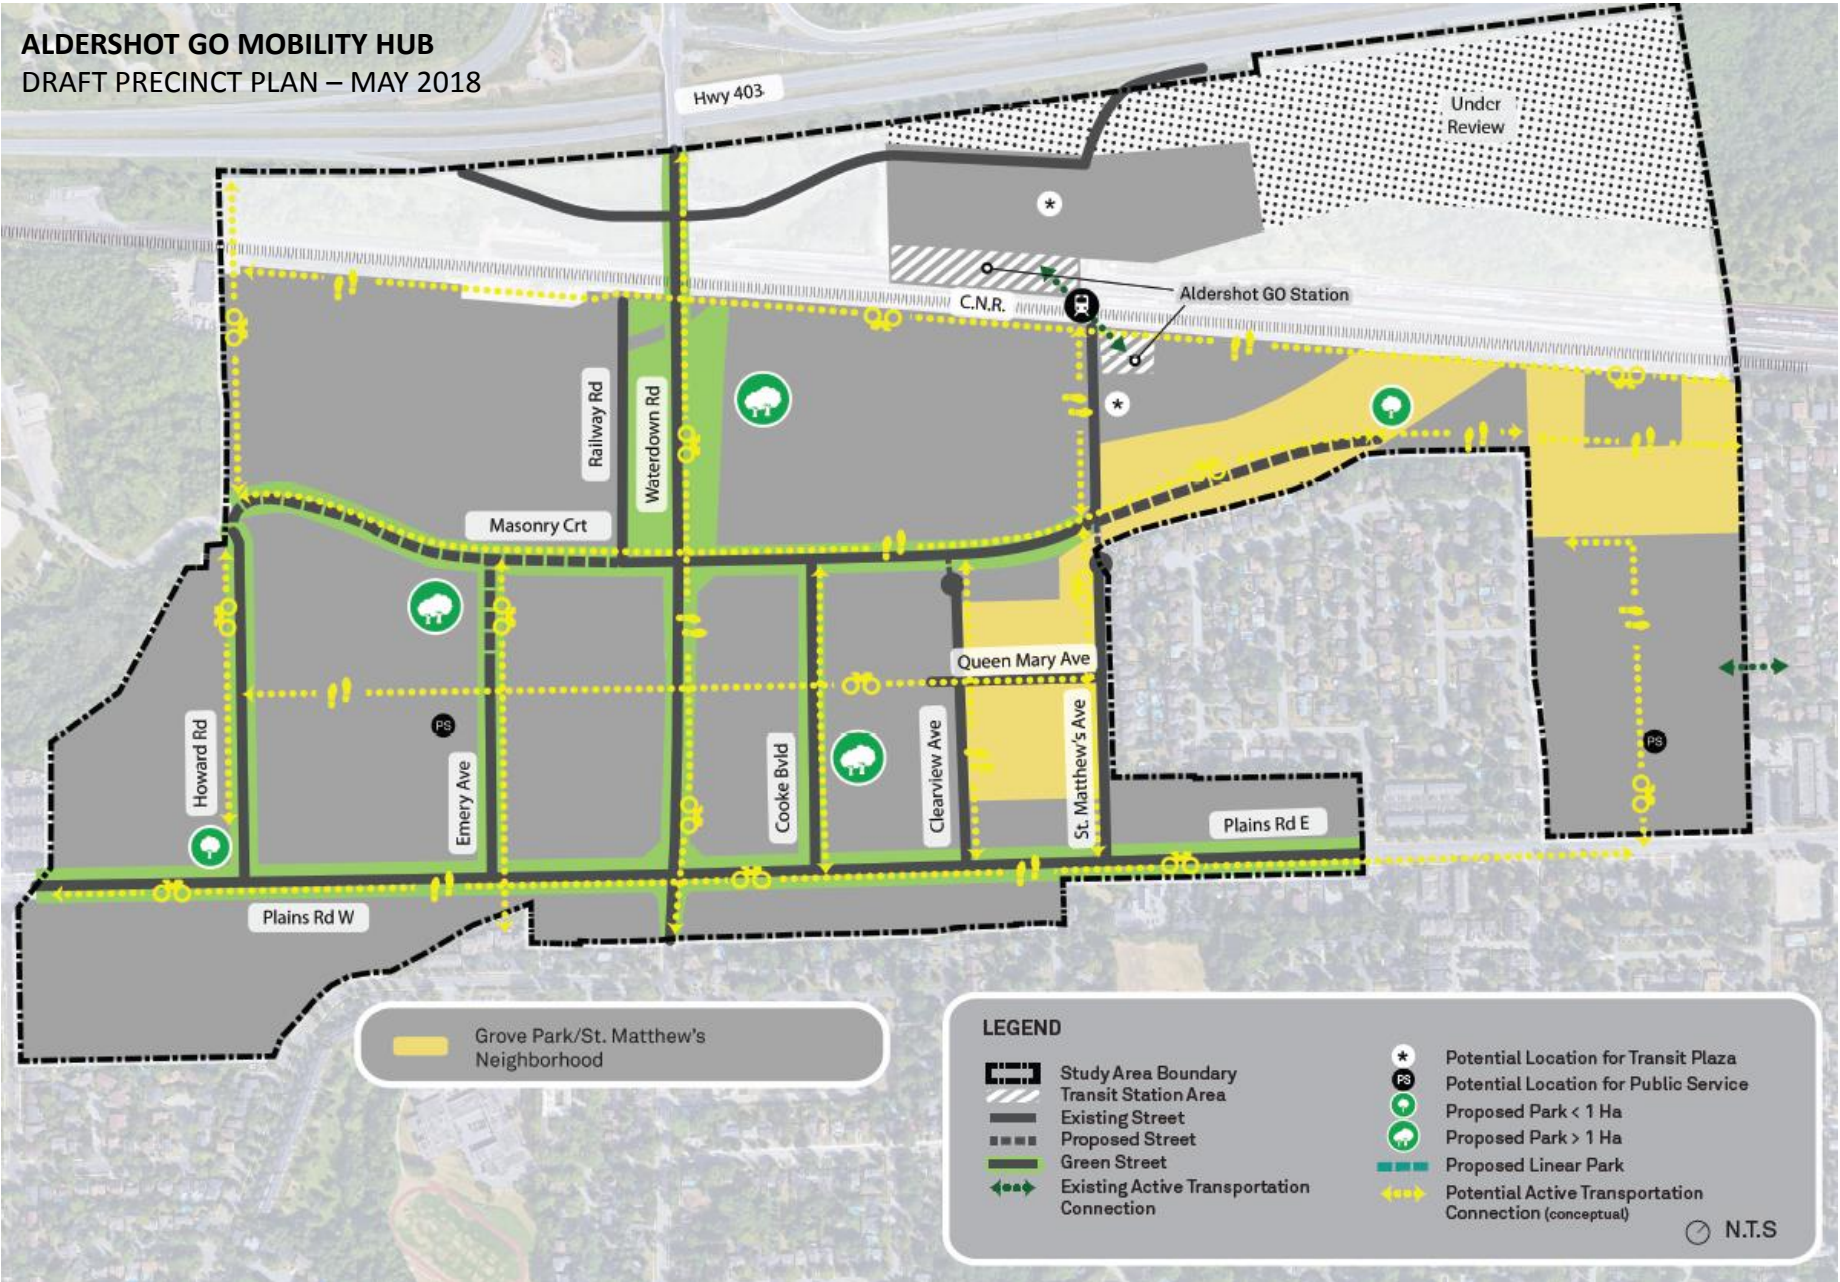 ALDERSHOT GO MOBILITY HUB
DRAFT PRECINCT PLAN – MAY 2018
Hwy 403
Under
Review
*
Aldershot GO Station
C.N.R.
*
Railway Rd
Waterdown Rd
Masonry Crt
Queen Mary Ave
Howard Rd
PS
Emery Ave
Cooke Bvld
Clearview Ave
St. Matthew's Ave
PS
Plains Rd E
Plains Rd W
Grove Park/St. Matthew's
Neighborhood
LEGEND
Study Area Boundary
Transit Station Area
Existing Street
Proposed Street
Green Street
Existing Active Transportation
Connection
* Potential Location for Transit Plaza
PS Potential Location for Public Service
Proposed Park < 1 Ha
Proposed Park > 1 Ha
Proposed Linear Park
Potential Active Transportation
Connection (conceptual)
N.T.S